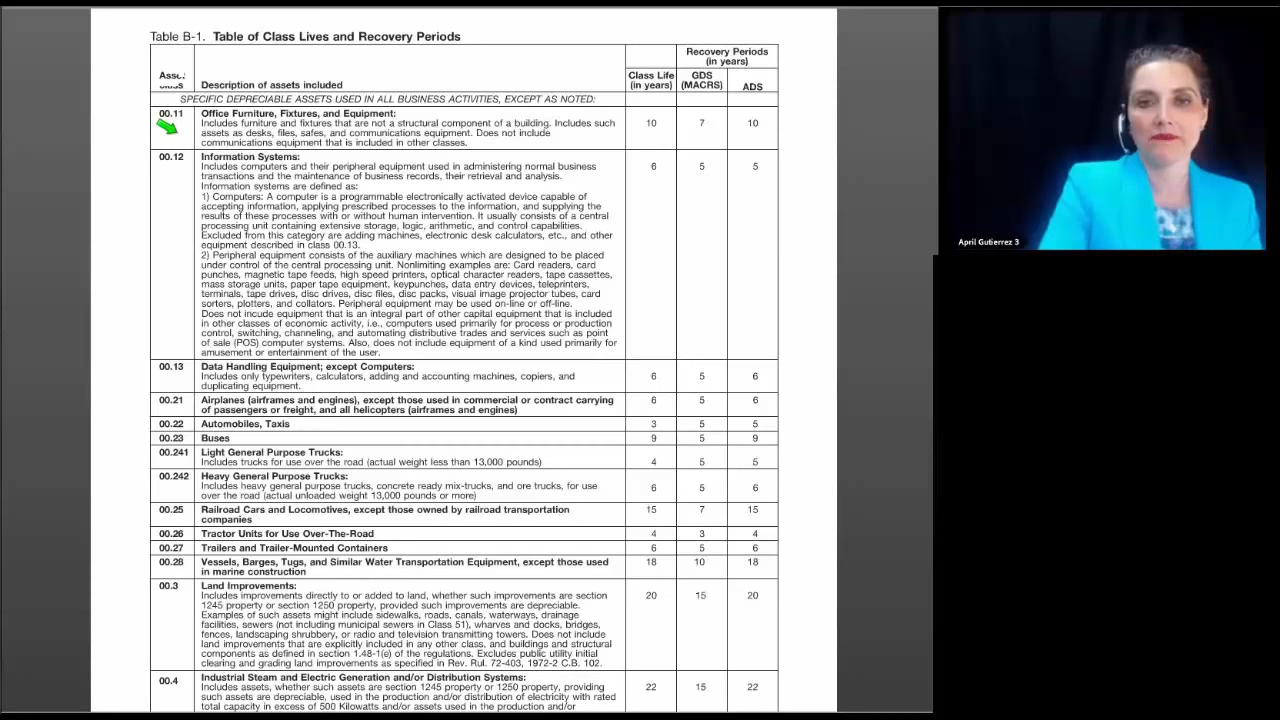 Table B-1. Table of Class Lives and Recovery Periods
Recovery Periods
(in years)
Asset
Description of assets included
Class Life
(in years)
GDS
(MACRS)
ADS
SPECIFIC DEPRECIABLE ASSETS USED IN ALL BUSINESS ACTIVITIES, EXCEPT AS NOTED:
00.11 Office Furniture, Fixtures, and Equipment:
Includes furniture and fixtures that are not a structural component of a building. Includes such 10 7 10
assets as desks, files, safes, and communications equipment. Does not include
communications equipment that is included in other classes.
00.12 Information Systems:
Includes computers and their peripheral equipment used in administering normal business 6 5 5
transactions and the maintenance of business records, their retrieval and analysis.
Information systems are defined as:
1) Computers: A computer is a programmable electronically activated device capable of
accepting information, applying prescribed processes to the information, and supplying the
results of these processes with or without human intervention. It usually consists of a central
processing unit containing extensive storage, logic, arithmetic, and control capabilities.
Excluded from this category are adding machines, electronic desk calculators, etc., and other
equipment described in class 00.13.
2) Peripheral equipment consists of the auxiliary machines which are designed to be placed
under control of the central processing unit. Nonlimiting examples are: Card readers, card
punches, magnetic tape feeds, high speed printers, optical character readers, tape cassettes,
mass storage units, paper tape equipment, keypunches, data entry devices, teleprinters,
terminals, tape drives, disc drives, disc files, disc packs, visual image projector tubes, card
sorters, plotters, and collators. Peripheral equipment may be used on-line or off-line.
Does not incude equipment that is an integral part of other capital equipment that is included
in other classes of economic activity, i.e., computers used primarily for process or production
control, switching, channeling, and automating distributive trades and services such as point
of sale (POS) computer systems. Also, does not include equipment of a kind used primarily for
amusement or entertainment of the user.
00.13 Data Handling Equipment; except Computers:
Includes only typewriters, calculators, adding and accounting machines, copiers, and 6 5 6
duplicating equipment.
00.21 Airplanes (airframes and engines), except those used in commercial or contract carrying 6 5 6
of passengers or freight, and all helicopters (airframes and engines)
00.22 Automobiles, Taxis 3 5 5
00.23 Buses 9 5 9
00.241 Light General Purpose Trucks:
Includes trucks for use over the road (actual weight less than 13,000 pounds) 4 5 5
00.242 Heavy General Purpose Trucks:
Includes heavy general purpose trucks, concrete ready mix-trucks, and ore trucks, for use 6 5 6
over the road (actual unloaded weight 13,000 pounds or more)
00.25 Railroad Cars and Locomotives, except those owned by railroad transportation 15 7 15
companies
00.26 Tractor Units for Use Over-The-Road 4 3 4
00.27 Trailers and Trailer-Mounted Containers 6 5 6
00.28 Vessels, Barges, Tugs, and Similar Water Transportation Equipment, except those used 18 10 18
in marine construction
00.3 Land Improvements:
Includes improvements directly to or added to land, whether such improvements are section 20 15 20
1245 property or section 1250 property, provided such improvements are depreciable.
Examples of such assets might include sidewalks, roads, canals, waterways, drainage
facilities, sewers (not including municipal sewers in Class 51), wharves and docks, bridges,
fences, landscaping shrubbery, or radio and television transmitting towers. Does not include
land improvements that are explicitly included in any other class, and buildings and structural
components as defined in section 1.48-1(e) of the regulations. Excludes public utility initial
clearing and grading land improvements as specified in Rev. Rul. 72-403, 1972-2 C.B. 102.
00.4 Industrial Steam and Electric Generation and/or Distribution Systems:
Includes assets, whether such assets are section 1245 property or 1250 property, providing 22 15 22
such assets are depreciable, used in the production and/or distribution of electricity with rated
total capacity in excess of 500 Kilowatts and/or assets used in the production and/or
April Gutierrez 3